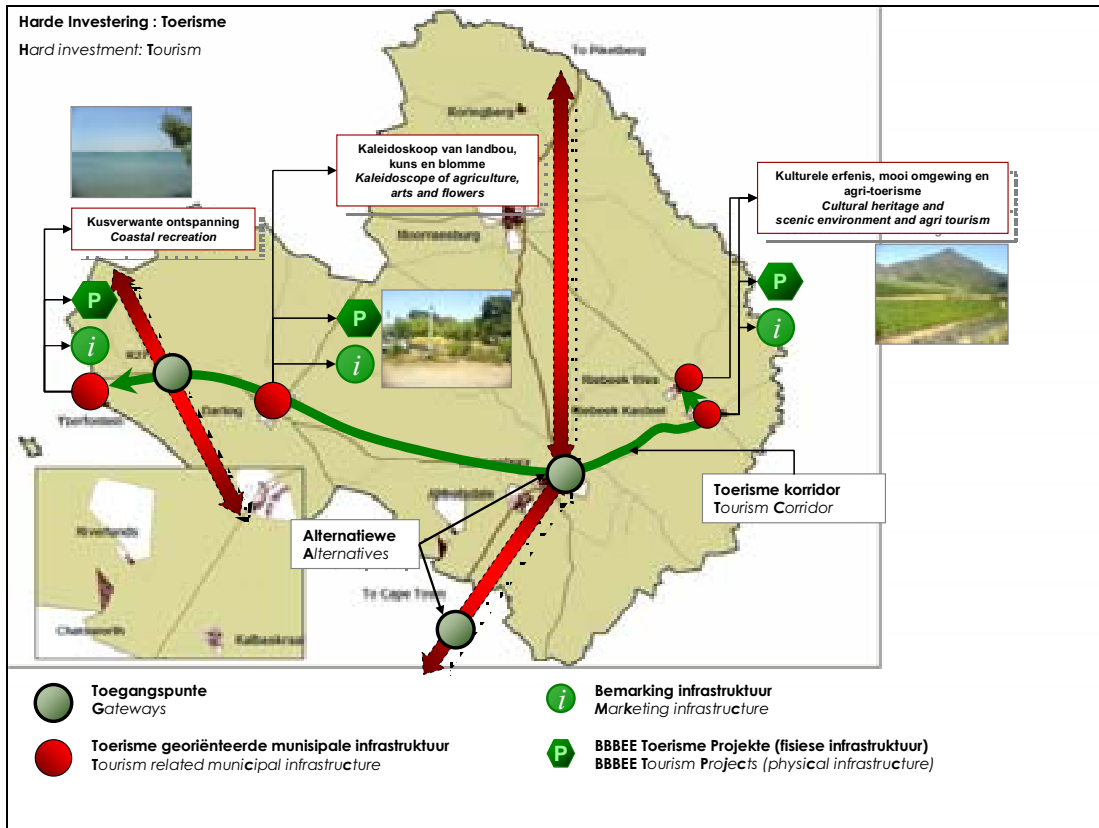 Harde Investering : Toerisme
Hard investment: Tourism
To Piketberg
Koringberg
Kaleidoskoop van landbou,
kuns en blomme
Kaleidoscope of agriculture,
arts and flowers
Kulturele erfenis, mooi omgewing en
agri-toerisme
Cultural heritage and
scenic environment and agri tourism
Kusverwante ontspanning
Coastal recreation
Moorreesburg
P
P
P
i
i
i
R27
Riebeek Wes
Riebeek Kasteel
Darling
Yzerfontein
Toerisme korridor
Tourism Corridor
Abbotsdale
Riverlands
Alternatiewe
Alternatives
To Cape Town
Chatsworth
Kalbaskraal
Toegangspunte
Gateways
i
Bemarking infrastruktuur
Marketing infrastructure
Toerisme georiënteerde munisipale infrastruktuur
Tourism related municipal infrastructure
P
BBBEE Toerisme Projekte (fisiese infrastruktuur)
BBBEE Tourism Projects (physical infrastructure)